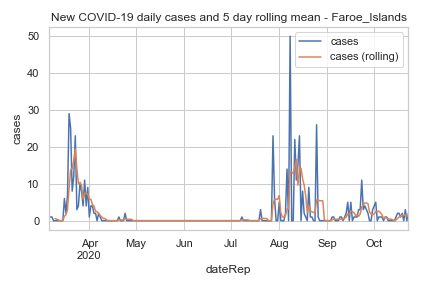 New COVID-19 daily cases and 5 day rolling mean - Faroe_Islands
cases
cases (rolling)
cases
50
40
30
20
10
0
Apr
2020
May
Jun
Jul
Aug
Sep
Oct
dateRep